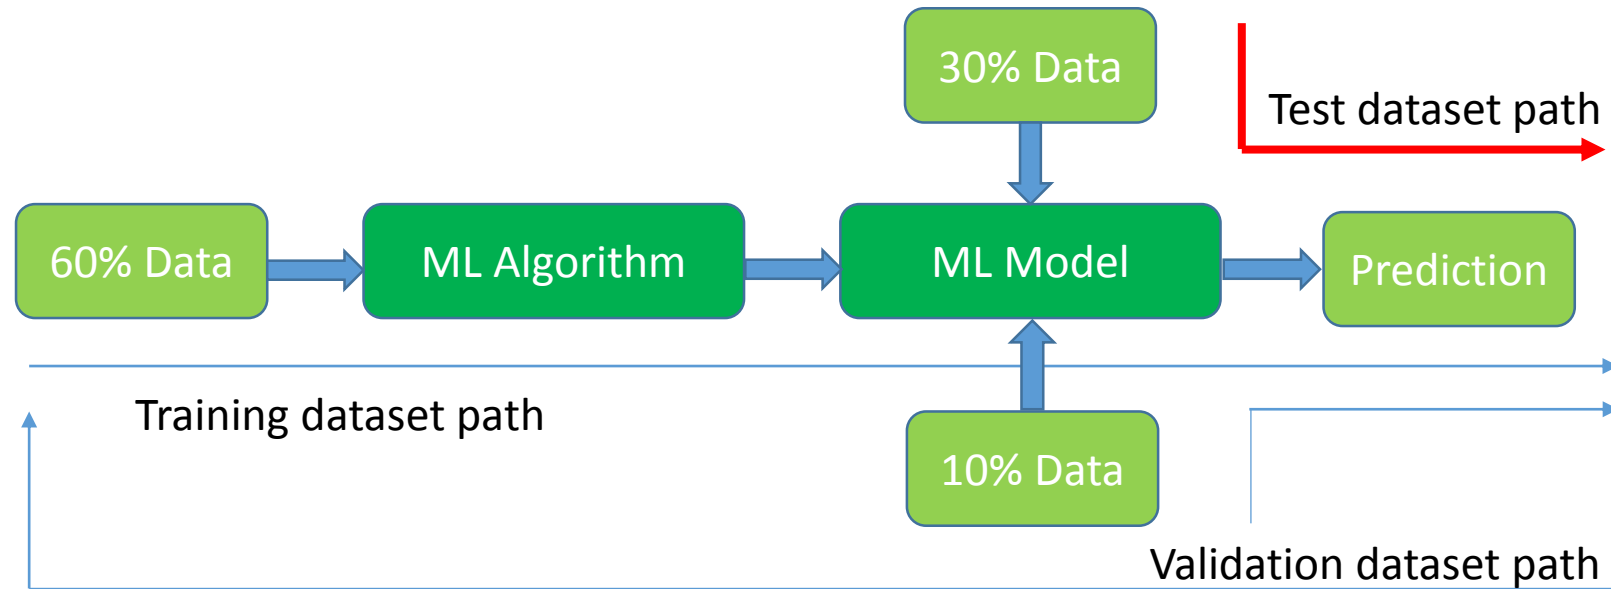 30% Data
Test dataset path
60% Data
ML Algorithm
ML Model
Prediction
Training dataset path
10% Data
Validation dataset path